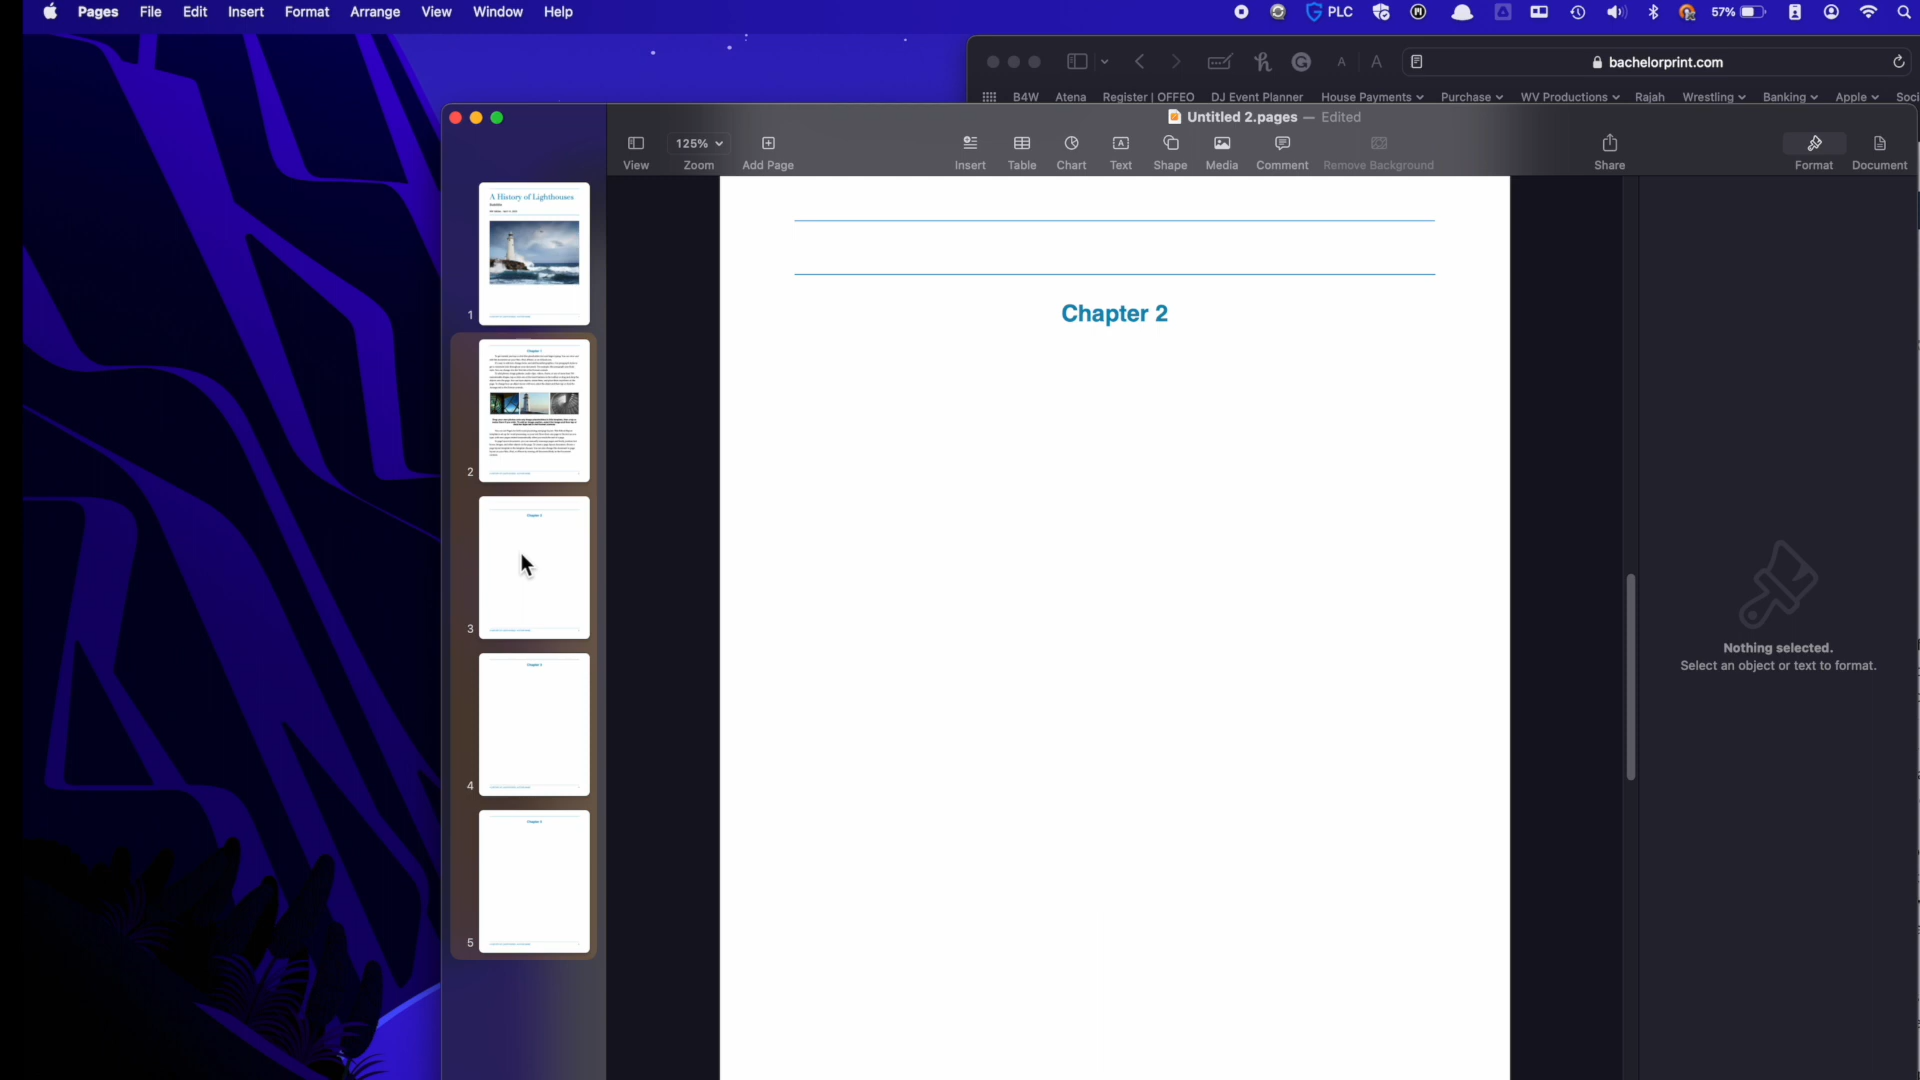 Pages File Edit Insert Format Arrange View Window Help
PLC
57%
bachelorprint.com
B4W Atena Register | OFFEO DJ Event Planner House Payments Purchase WV Productions Rajah Wrestling Banking Apple Soci
Untitled 2.pages — Edited
125%
View Zoom Add Page Insert Table Chart Text Shape Media Comment Remove Background Share Format Document
A History of Lighthouses
1
2
3
4
5
Chapter 2
Nothing selected.
Select an object or text to format.